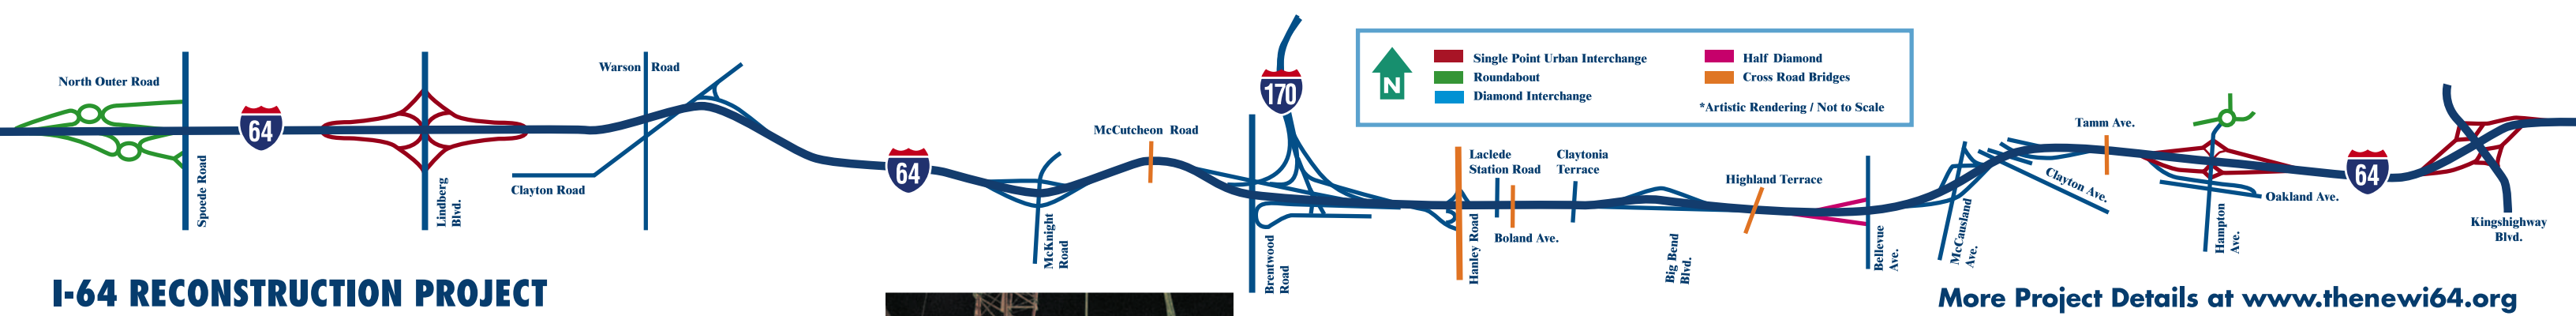 North Outer Road
Spoede Road
64
Lindberg
Blvd.
Warson Road
Clayton Road
64
McKnight
Road
McCutcheon Road
170
Brentwood
Road
N
Single Point Urban Interchange
Roundabout
Diamond Interchange
Half Diamond
Cross Road Bridges
*Artistic Rendering / Not to Scale
Hanley Road
Laclede
Station Road
Boland Ave.
Claytonia
Terrace
Big Bend
Blvd.
Highland Terrace
Bellevue
Ave.
McCausland
Ave.
Clayton Ave.
Tamm Ave.
Hampton
Ave.
Oakland Ave.
64
Kingshighway
Blvd.
I-64 RECONSTRUCTION PROJECT
More Project Details at www.thenewi64.org